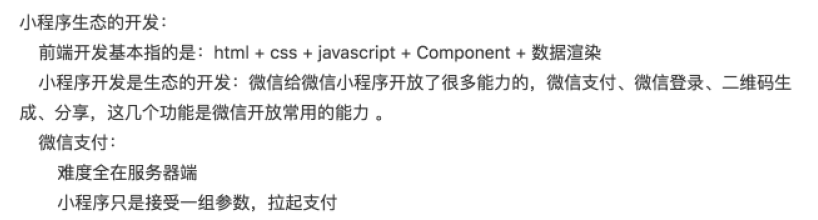 小程序生态的开发：
前端开发基本指的是：html + css + javascript + Component + 数据渲染
小程序开发是生态的开发：微信给微信小程序开放了很多能力的，微信支付、微信登录、二维码生
成、分享，这几个功能是微信开放常用的能力 。
微信支付：
难度全在服务器端
小程序只是接受一组参数，拉起支付